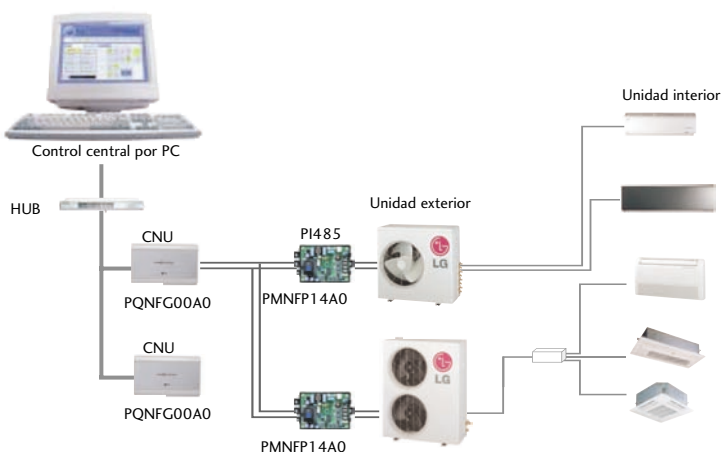 Unidad interior
Control central por PC
HUB
Unidad exterior
CNU
PI485
LG
PQNFG00A0
PMNFP14A0
CNU
LG
PQNFG00A0
PMNFP14A0